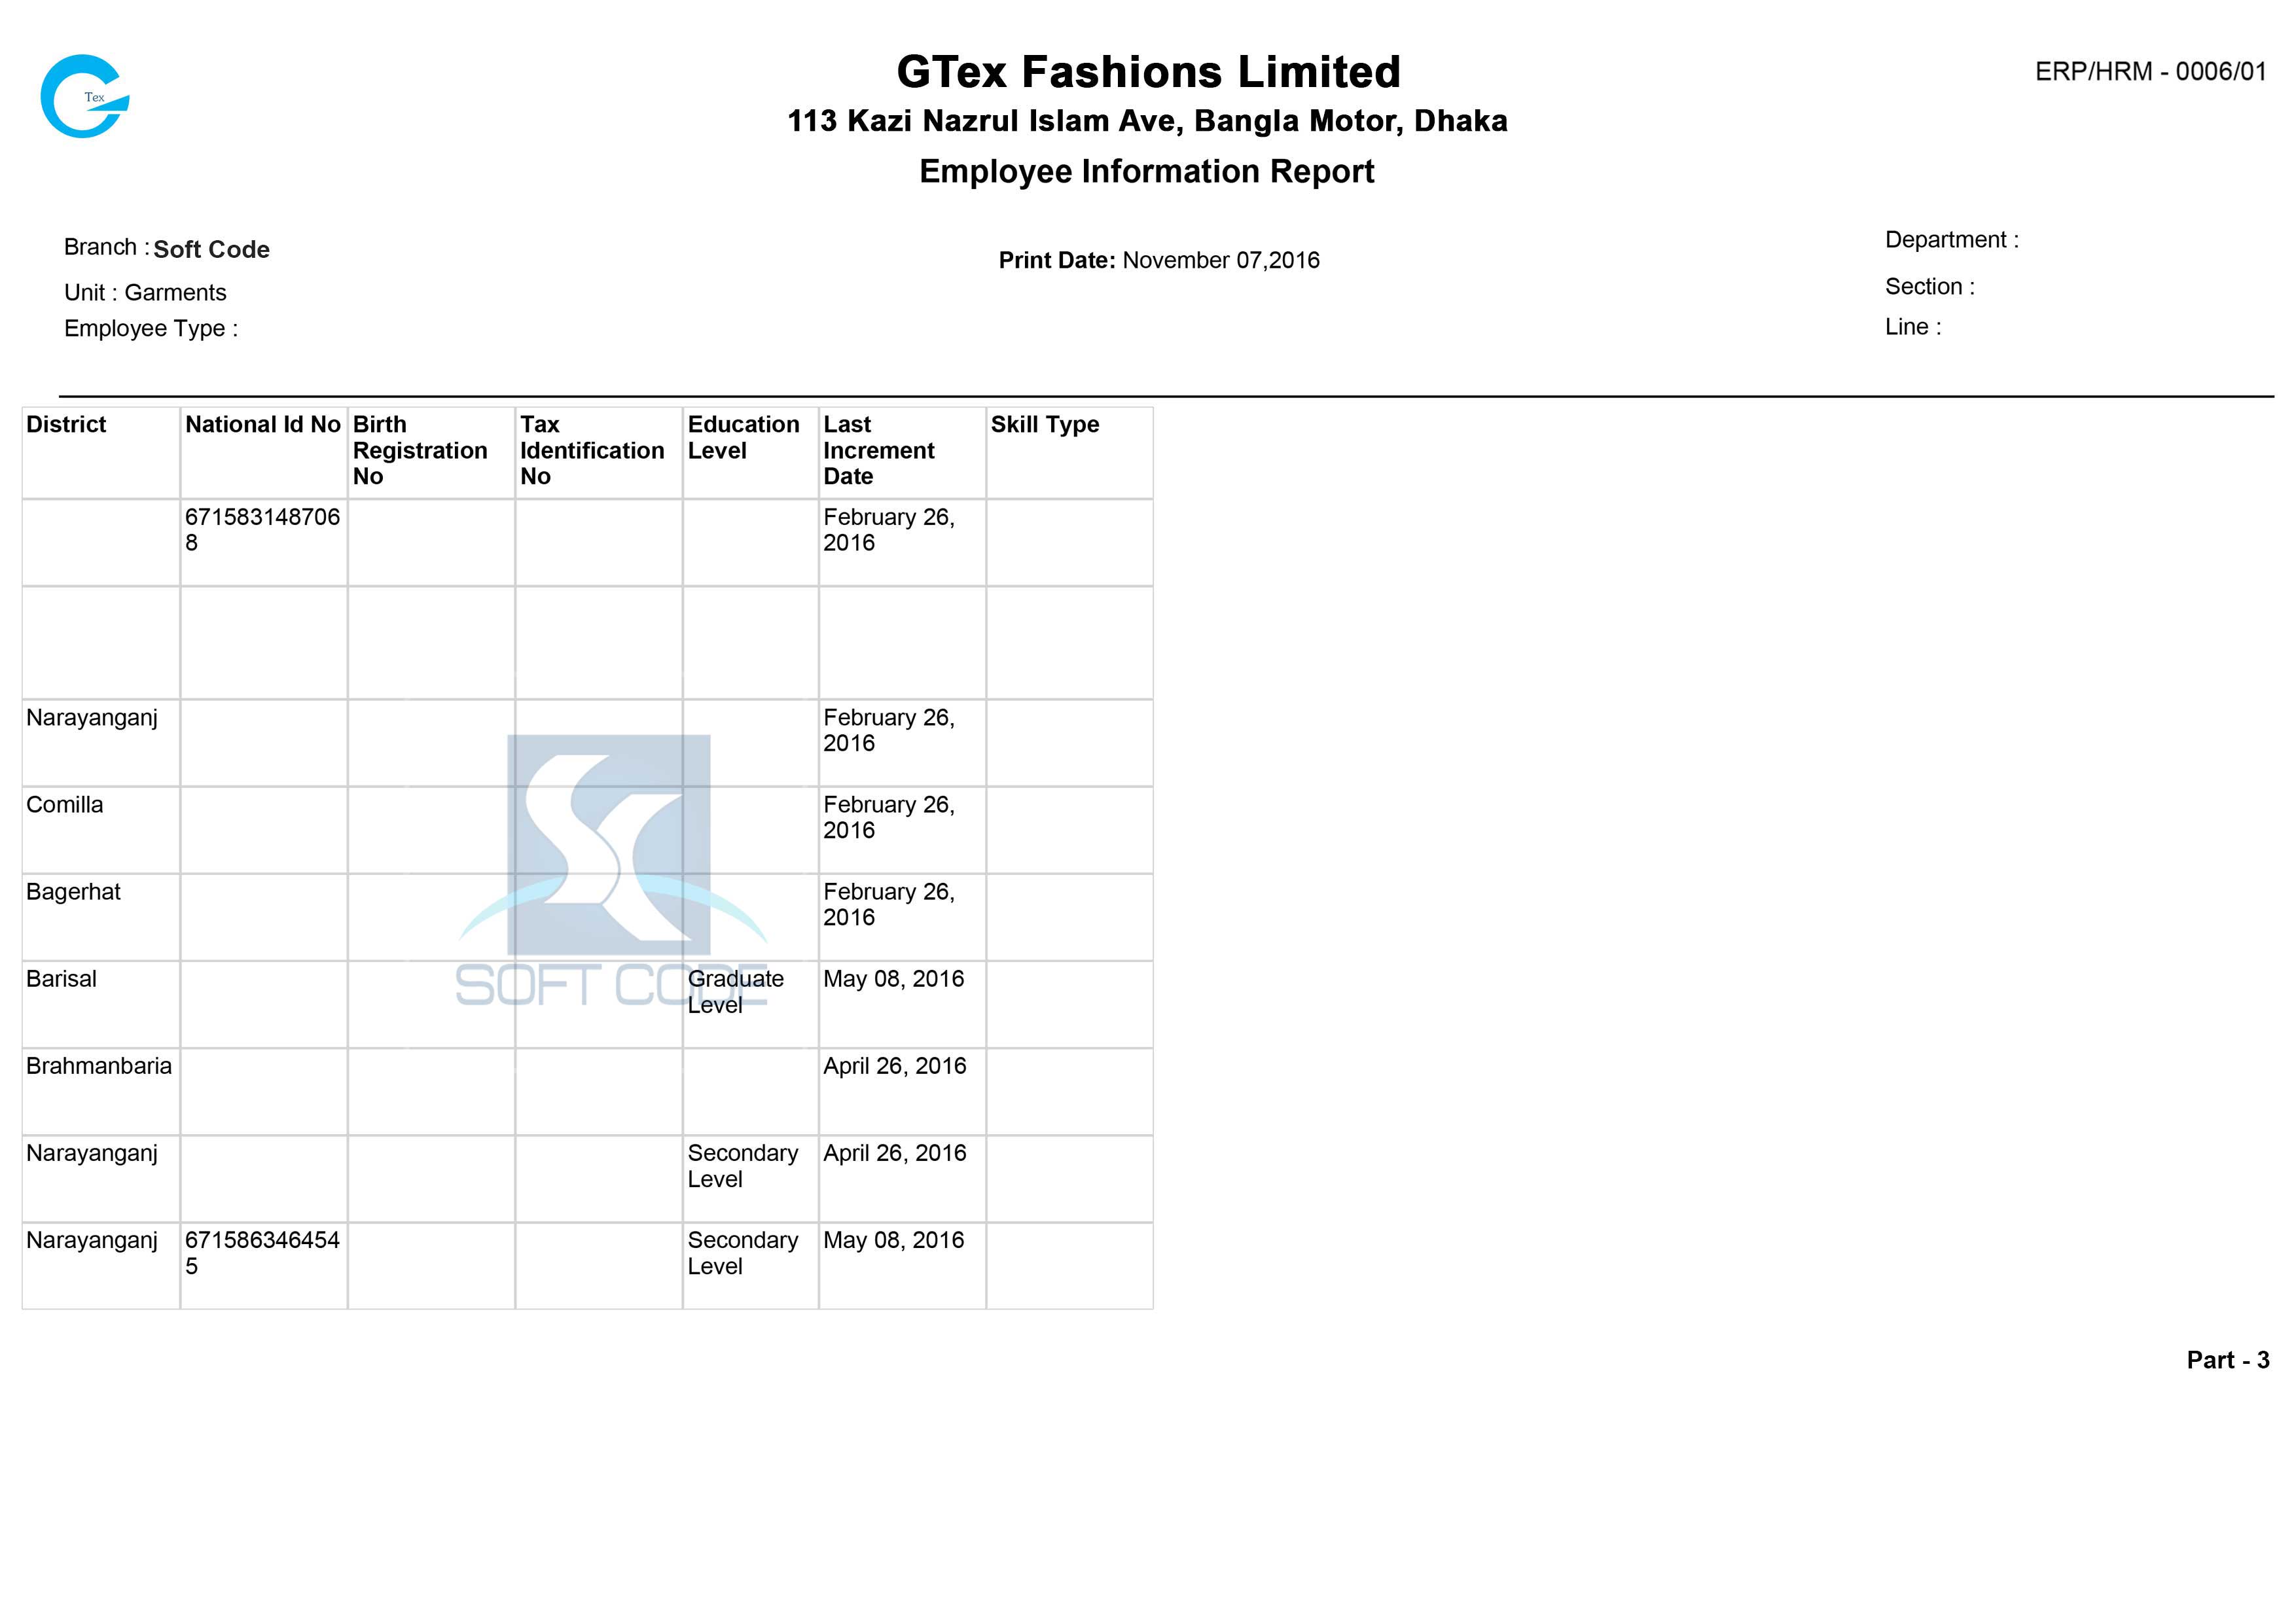 Tex
GTex Fashions Limited
ERP/HRM - 0006/01
113 Kazi Nazrul Islam Ave, Bangla Motor, Dhaka
Employee Information Report
Branch : Soft Code
Print Date: November 07,2016
Department :
Unit : Garments
Section :
Employee Type :
Line :
District National Id No Birth Tax Education Last Skill Type
Registration Identification Level Increment
No No Date
671583148706 February 26,
8 2016
Narayanganj February 26,
2016
Comilla February 26,
2016
Bagerhat February 26,
2016
SOFT CODE
Barisal Graduate May 08, 2016
Level
Brahmanbaria April 26, 2016
Narayanganj Secondary April 26, 2016
Level
Narayanganj 671586346454 Secondary May 08, 2016
5 Level
Part - 3